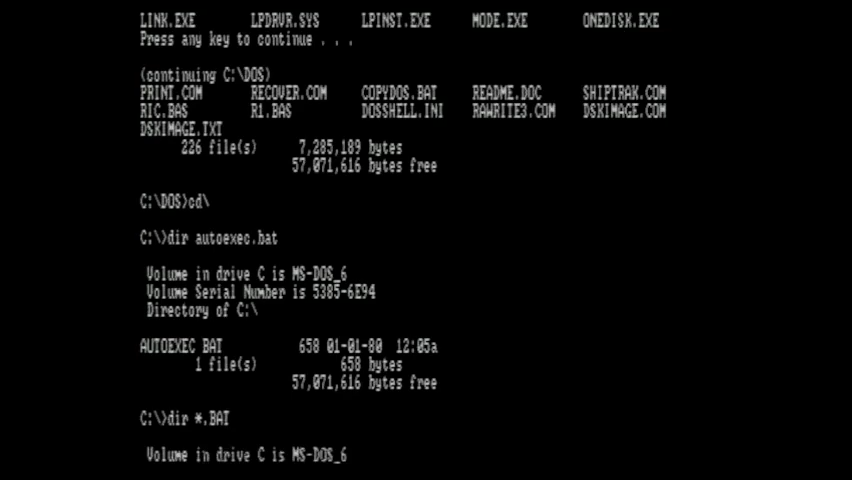 LINK.EXE LPDRVR.SYS LPINST.EXE MODE.EXE ONEDISK.EXE
Press any key to continue . . .
(continuing C:\DOS)
PRINT.COM RECOVER.COM COPYDOS.BAT README.DOC SHIPTRAK.COM
RIC.BAS R1.BAS DOSSHELL.INI RAWRITE3.COM DSKIMAGE.COM
DSKIMAGE.TXT
226 file(s) 7,285,189 bytes
57,071,616 bytes free
C:\DOS>cd\
C:\>dir autoexec.bat
Volume in drive C is MS-DOS_6
Volume Serial Number is 5385-6E94
Directory of C:\
AUTOEXEC BAT 658 01-01-80 12:05a
1 file(s) 658 bytes
57,071,616 bytes free
C:\>dir *.BAT
Volume in drive C is MS-DOS_6